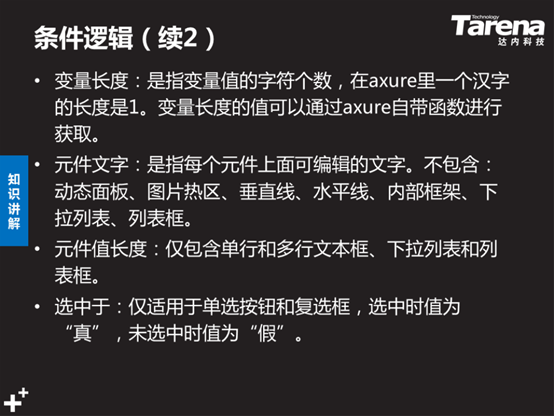 条件逻辑（续2）
Technology
Tarena
达内科技
• 变量长度：是指变量值的字符个数，在axure里一个汉字
的长度是1。变量长度的值可以通过axure自带函数进行
获取。
• 元件文字：是指每个元件上面可编辑的文字。不包含：
动态面板、图片热区、垂直线、水平线、内部框架、下
拉列表、列表框。
• 元件值长度：仅包含单行和多行文本框、下拉列表和列
表框。
• 选中于：仅适用于单选按钮和复选框，选中时值为
“真”，未选中时值为“假”。
知
识
讲
解